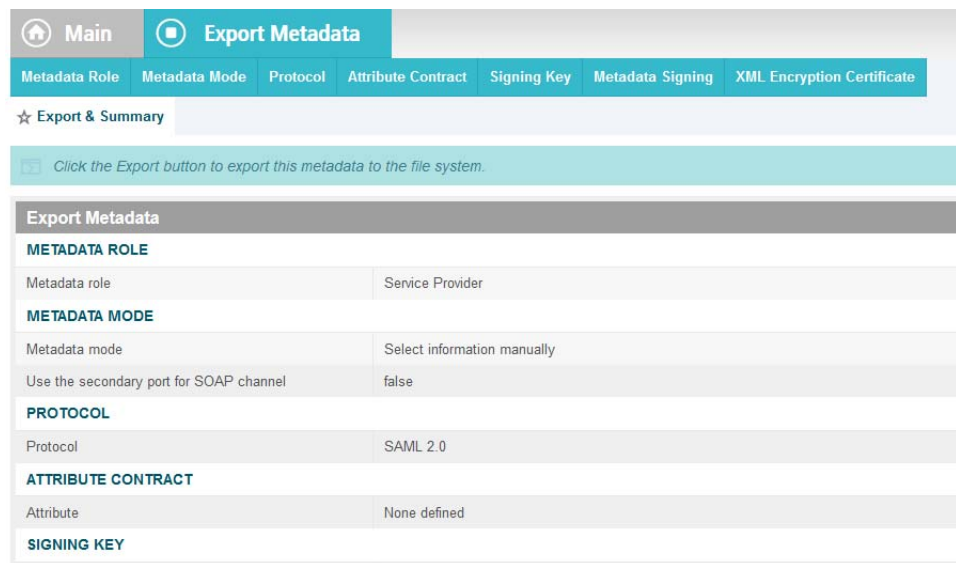 Main Export Metadata
Metadata Role Metadata Mode Protocol Attribute Contract Signing Key Metadata Signing XML Encryption Certificate
Export & Summary
Click the Export button to export this metadata to the file system.
Export Metadata
METADATA ROLE
Metadata role Service Provider
METADATA MODE
Metadata mode Select information manually
Use the secondary port for SOAP channel false
PROTOCOL
Protocol SAML 2.0
ATTRIBUTE CONTRACT
Attribute None defined
SIGNING KEY